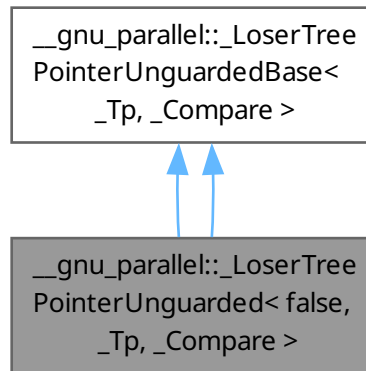 __gnu_parallel::_LoserTree
PointerUnguardedBase<
_Tp, _Compare >
__gnu_parallel::_LoserTree
PointerUnguarded< false,
_Tp, _Compare >